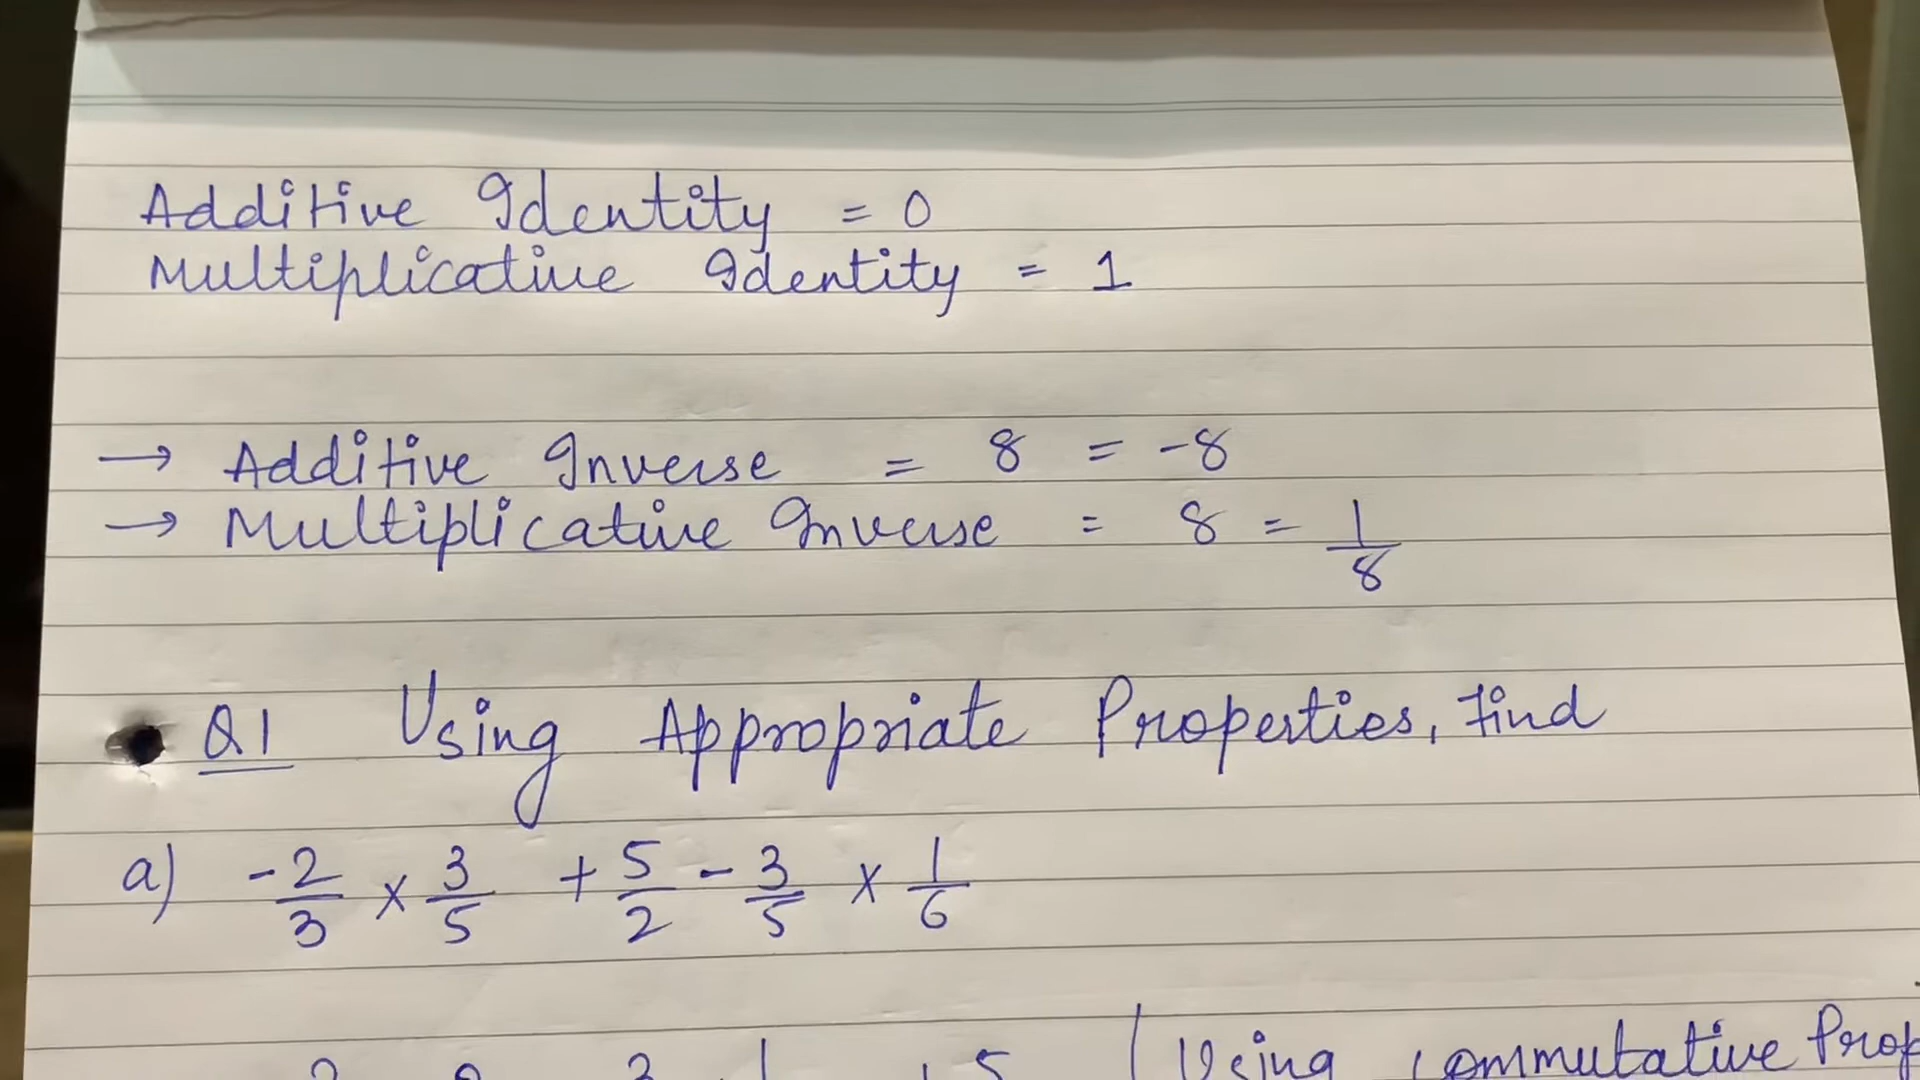 Additive Identity = 0
Multiplicative Identity = 1
→ Additive Inverse = 8 = -8
→ Multiplicative Inverse = 8 = 1/8
Q1 Using Appropriate Properties, find
a) -2/3 × 3/5 + 5/2 - 3/5 × 1/6
Using commutative